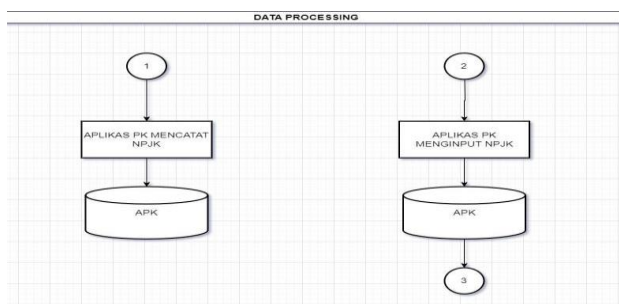 DATA PROCESSING
1
APLIKAS PK MENCATAT
NPJK
APK
2
APLIKAS PK
MENGINPUT NPJK
APK
3